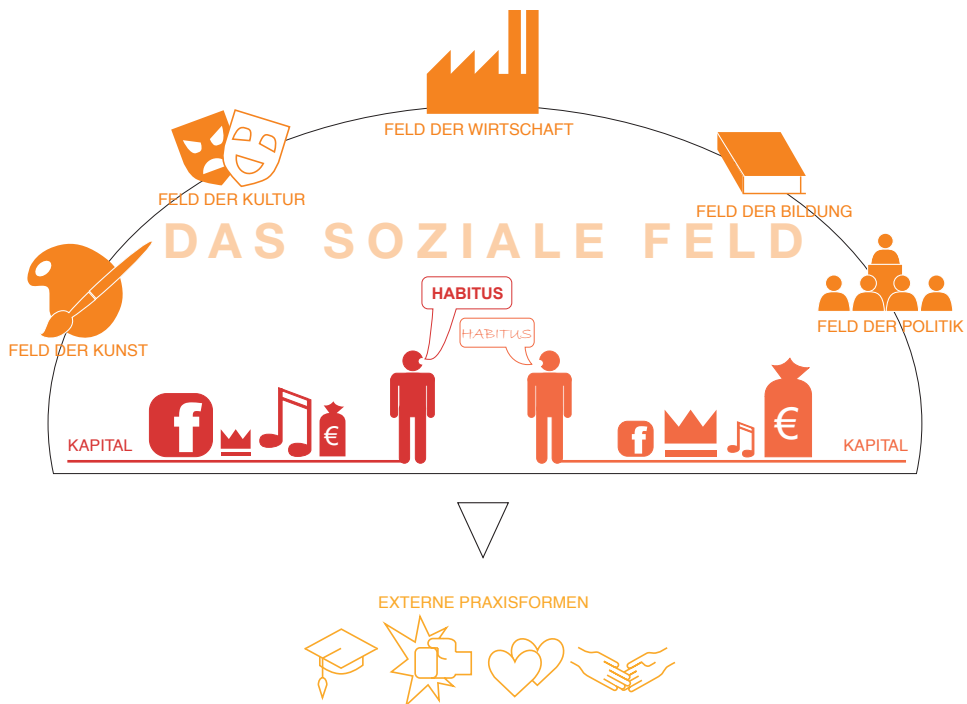 FELD DER WIRTSCHAFT
FELD DER KULTUR
FELD DER BILDUNG
DAS SOZIALE FELD
FELD DER KUNST
FELD DER POLITIK
HABITUS
HABITUS
f
€
f
€
KAPITAL
KAPITAL
EXTERNE PRAXISFORMEN